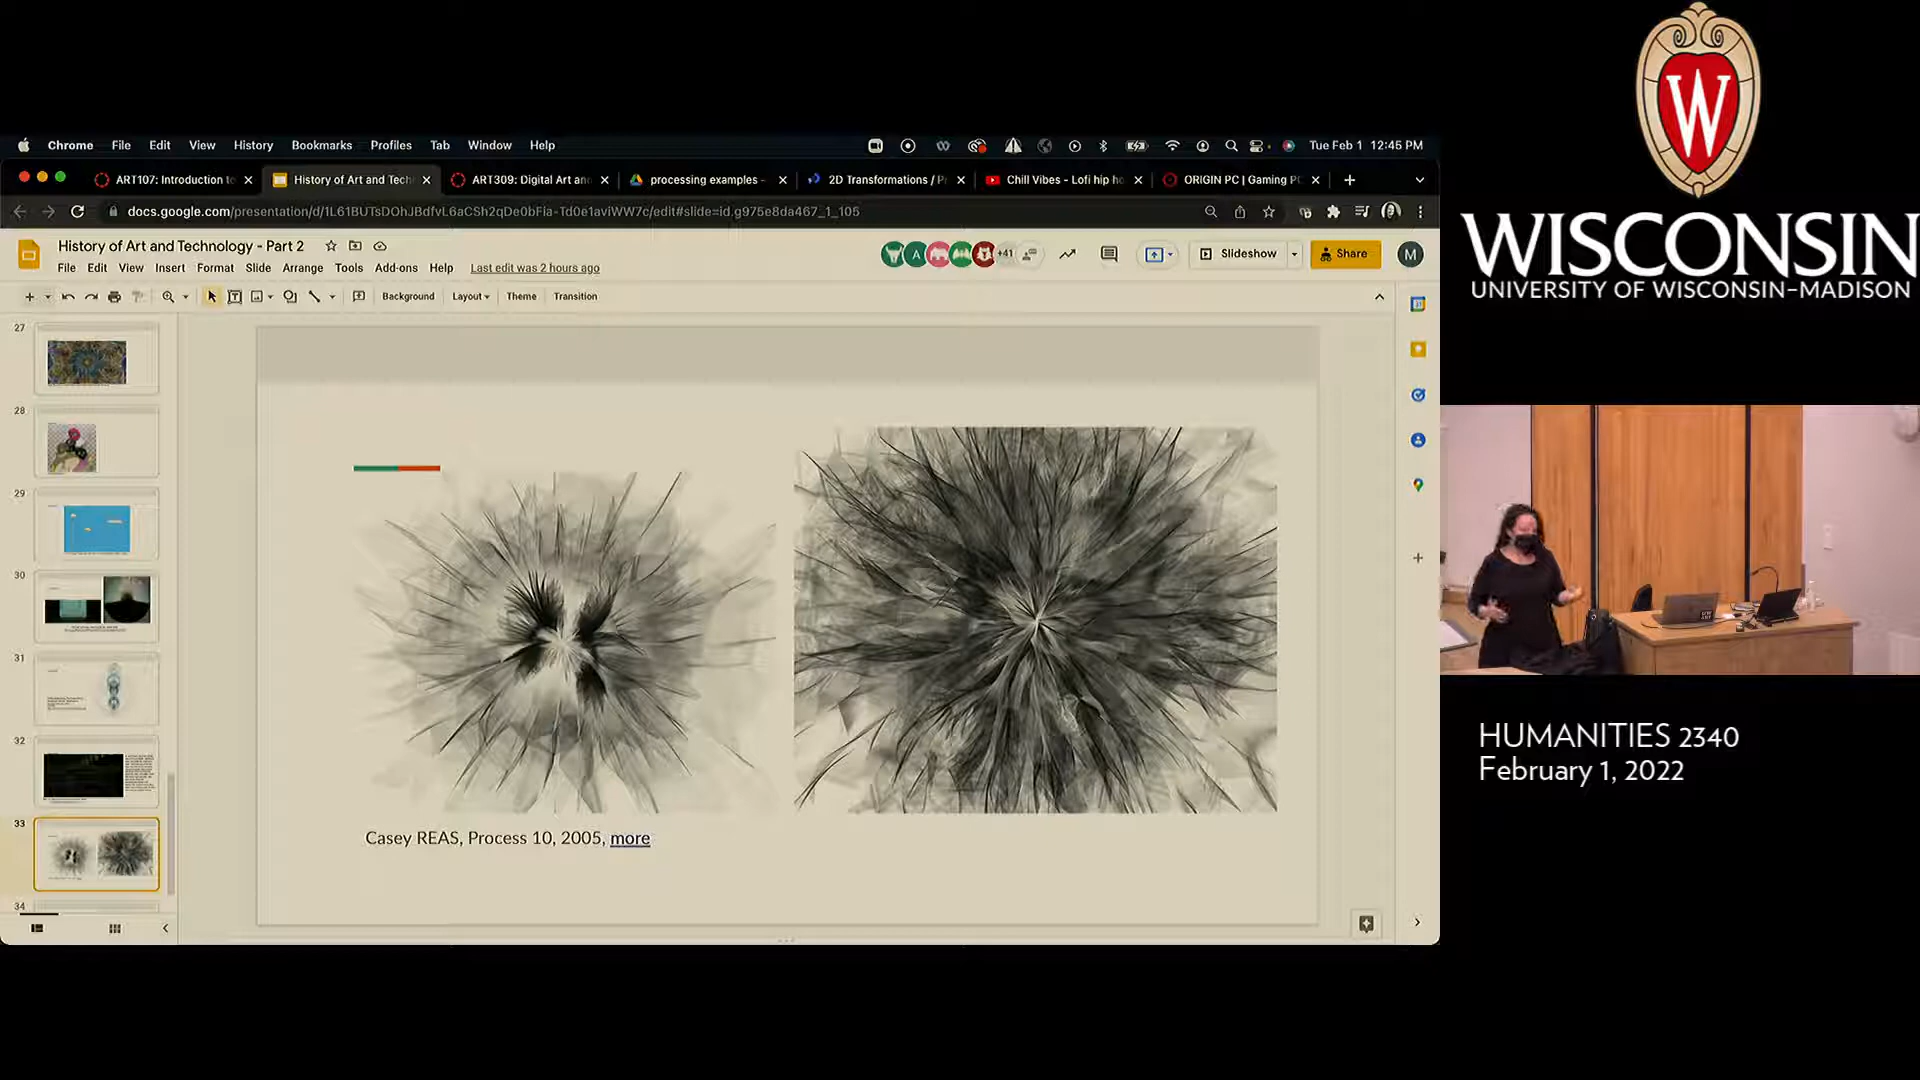 Chrome File Edit View History Bookmarks Profiles Tab Window Help Tue Feb 1 12:45 PM
ART107: Introduction to History of Art and Tech ART309: Digital Art an processing examples - 2D Transformations / P Chill Vibes - Lofi hip h ORIGIN PC | Gaming P
docs.google.com/presentation/d/1L61BUTsDOhJBdfvL6aCSh2qDe0bFia-Td0e1aviWW7c/edit#slide=id.g975e8da467_1_105
History of Art and Technology - Part 2
+41
Slideshow
Share
M
A
File Edit View Insert Format Slide Arrange Tools Add-ons Help Last edit was 2 hours ago
Background Layout Theme Transition
27
28
29
30
31
32
33
34
Casey REAS, Process 10, 2005, more
W
WISCONSIN
UNIVERSITY OF WISCONSIN-MADISON
HUMANITIES 2340
February 1, 2022